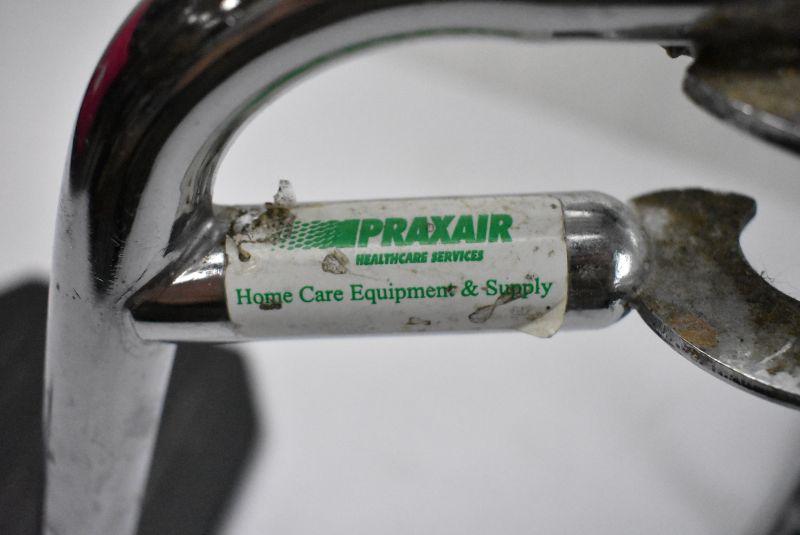 PRAXAIR
HEALTHCARE SERVICES
Home Care Equipment & Supply